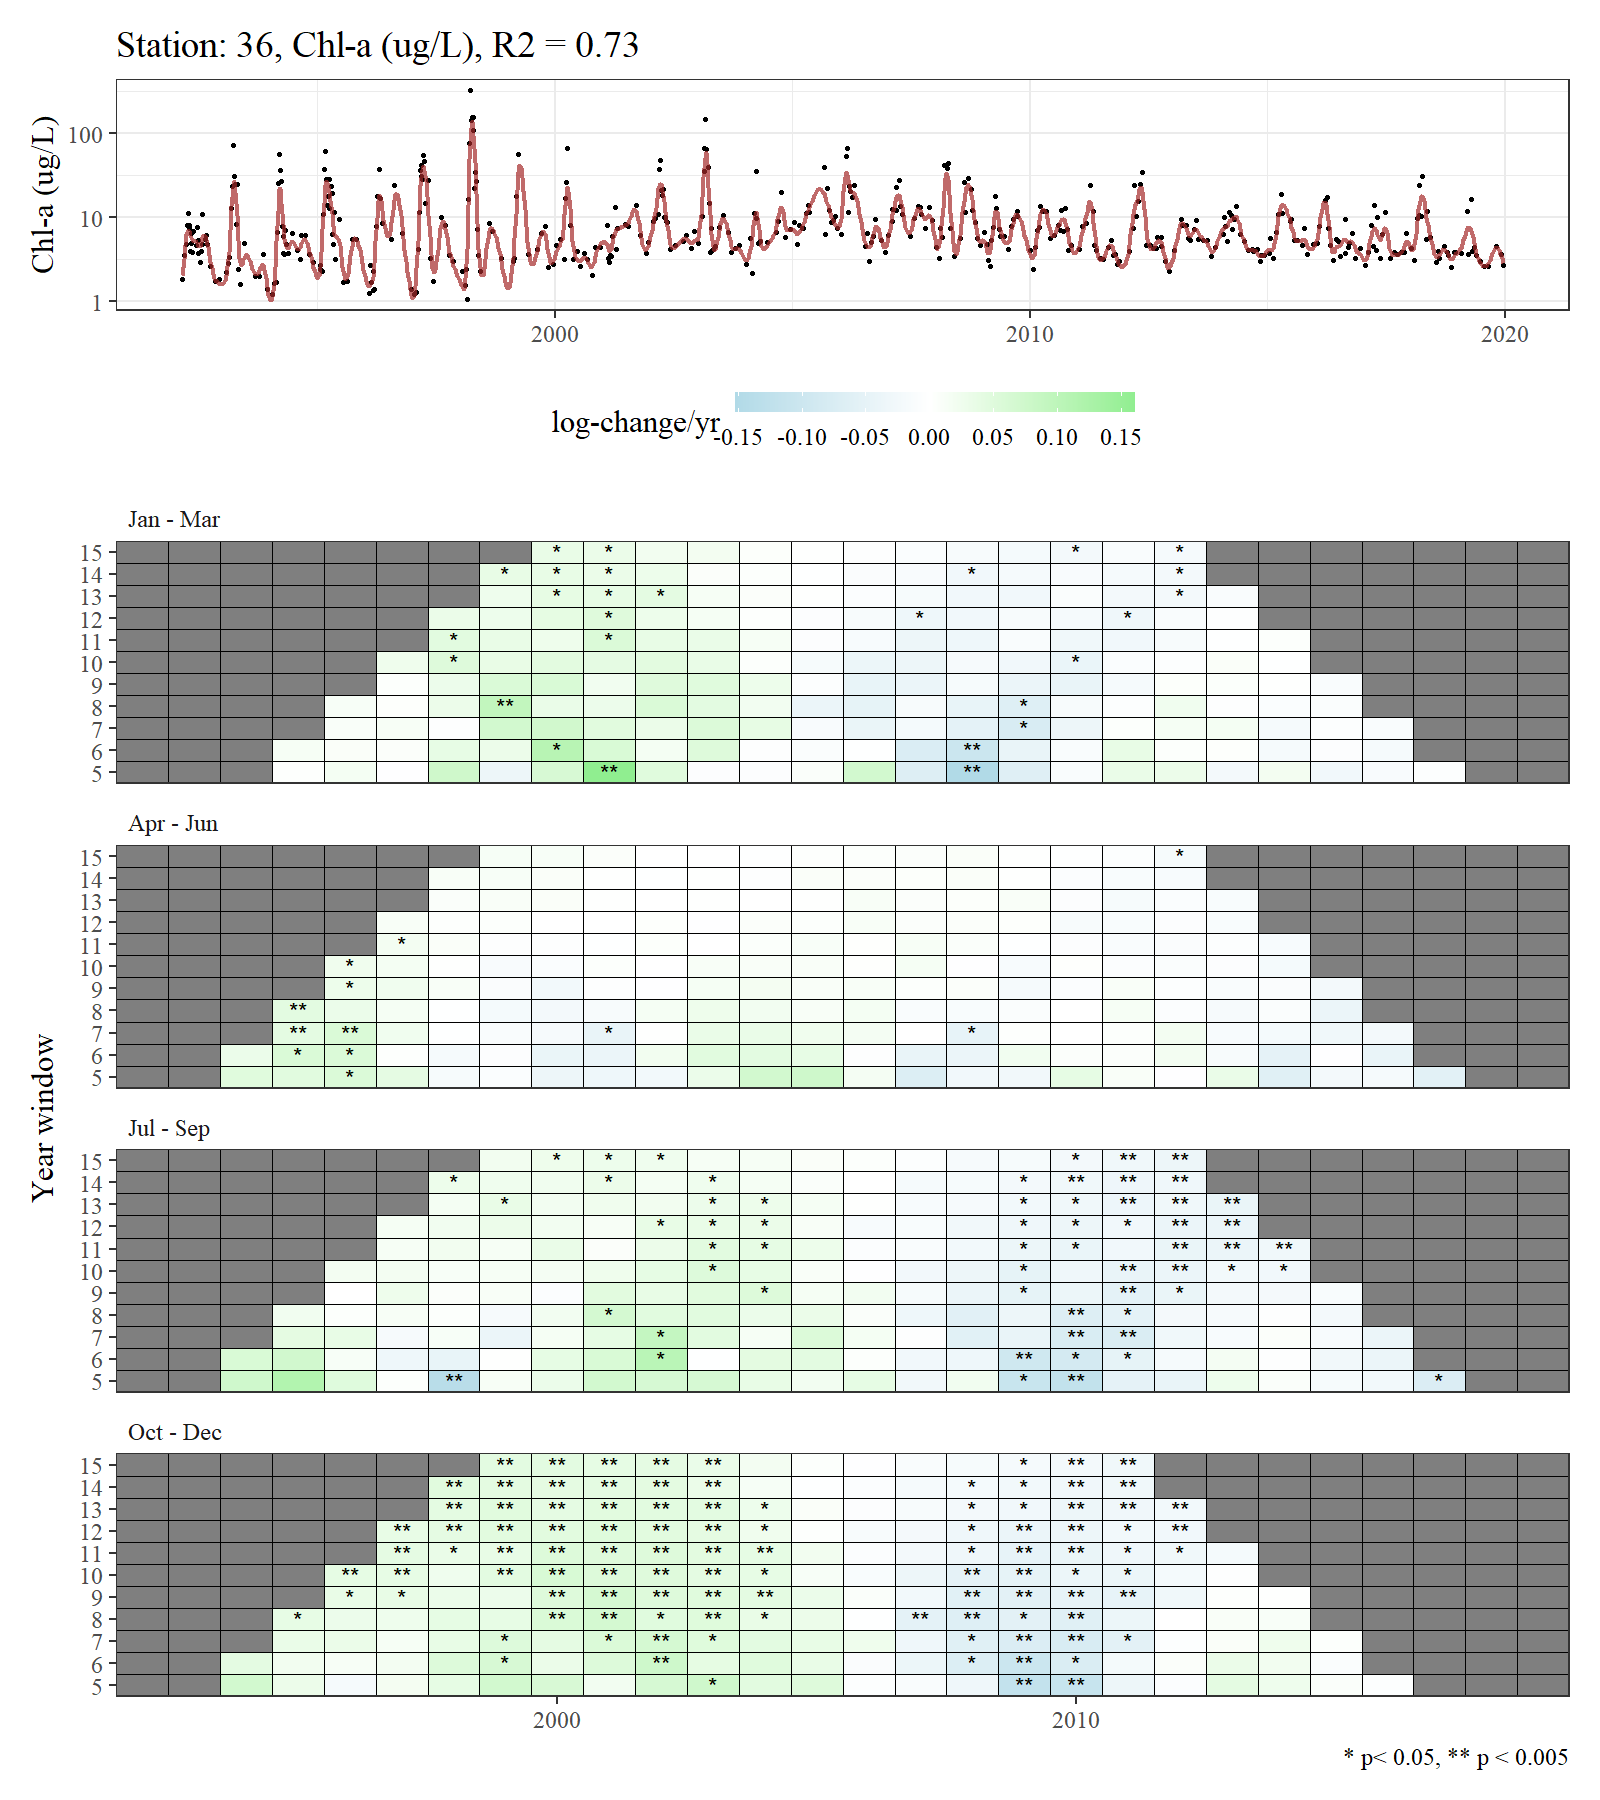 Station: 36, Chl-a (ug/L), R2 = 0.73
Chl-a (ug/L)
100
10
1
2000 2010 2020
log-change/yr
-0.15 -0.10 -0.05 0.00 0.05 0.10 0.15
Year window
Jan - Mar
15 * * * *
14 * * * * *
13 * * * *
12 * * *
11 * *
10 * *
9
8 ** *
7 *
6 * **
5 ** **
Apr - Jun
15 *
14
13
12
11 *
10 *
9 *
8 **
7 ** ** * *
6 * *
5 *
Jul - Sep
15 * * * * ** **
14 * * * * ** ** **
13 * * * * * ** ** **
12 * * * * * * ** **
11 * * * * ** ** **
10 * * ** ** * *
9 * * ** *
8 * ** *
7 * ** **
6 * ** * *
5 ** * ** *
Oct - Dec
15 ** ** ** ** ** * ** **
14 ** ** ** ** ** ** * * ** **
13 ** ** ** ** ** ** * * * ** ** **
12 ** ** ** ** ** ** ** * * ** ** * **
11 ** * ** ** ** ** ** ** * ** ** * *
10 ** ** ** ** ** ** ** * ** ** * *
9 * * ** ** ** ** ** ** ** ** **
8 * ** ** * ** * ** ** * **
7 * * ** * * ** ** *
6 * ** * ** *
5 * ** **
2000 2010
* p< 0.05, ** p < 0.005